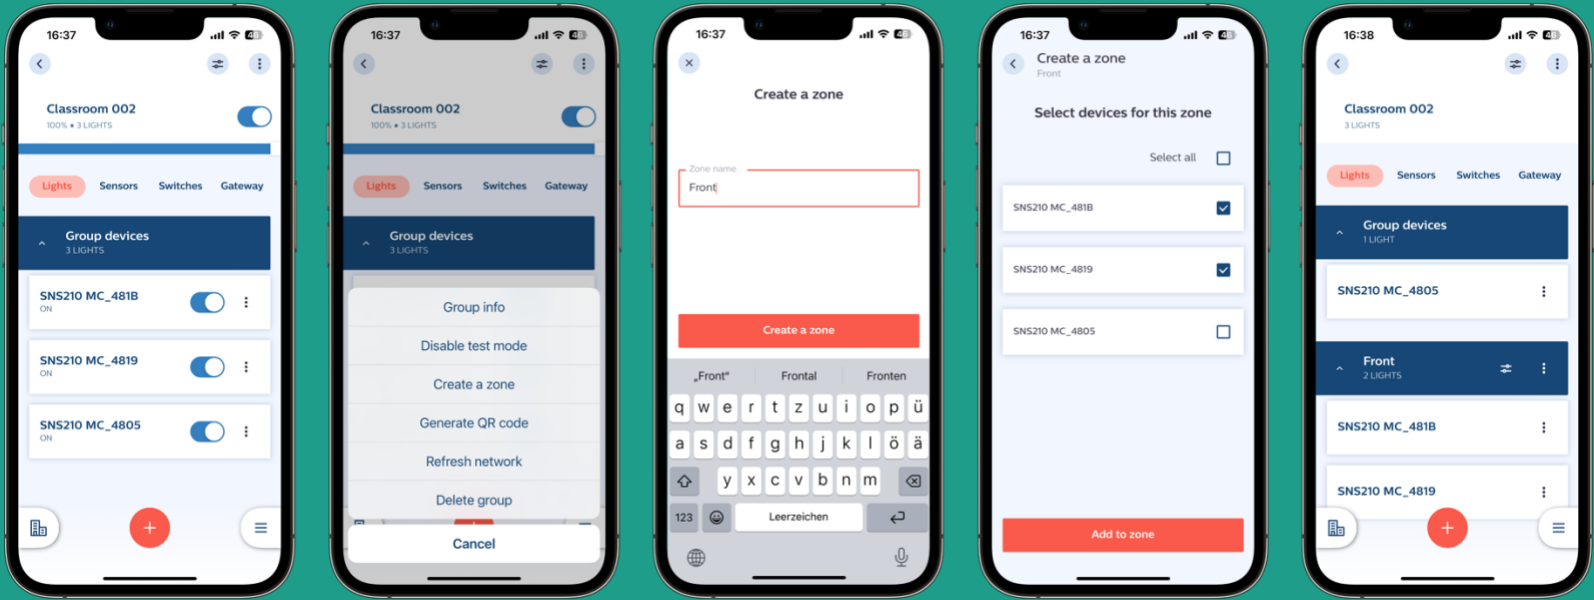 16:37
Classroom 002
100% • 3 LIGHTS
Lights Sensors Switches Gateway
Group devices
3 LIGHTS
SNS210 MC_481B
ON
SNS210 MC_4819
ON
SNS210 MC_4805
ON
16:37
Classroom 002
100% • 3 LIGHTS
Lights Sensors Switches Gateway
Group devices
3 LIGHTS
Group info
Disable test mode
Create a zone
Generate QR code
Refresh network
Delete group
Cancel
16:37
Create a zone
Zone name
Front
Create a zone
„Front“ Frontal Fronten
q w e r t z u i o p ü
a s d f g h j k l ö ä
y x c v b n m
123 Leerzeichen
16:37
Create a zone
Front
Select devices for this zone
Select all
SNS210 MC_481B
SNS210 MC_4819
SNS210 MC_4805
Add to zone
16:38
Classroom 002
3 LIGHTS
Lights Sensors Switches Gateway
Group devices
1 LIGHT
SNS210 MC_4805
Front
2 LIGHTS
SNS210 MC_481B
SNS210 MC_4819